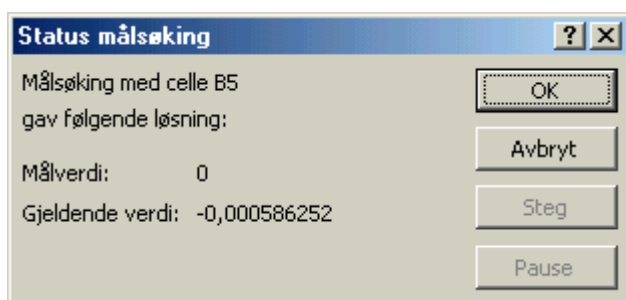 Status målsøking
Målsøking med celle B5
gav følgende løsning:
Målverdi: 0
Gjeldende verdi: -0,000586252
OK
Avbryt
Steg
Pause